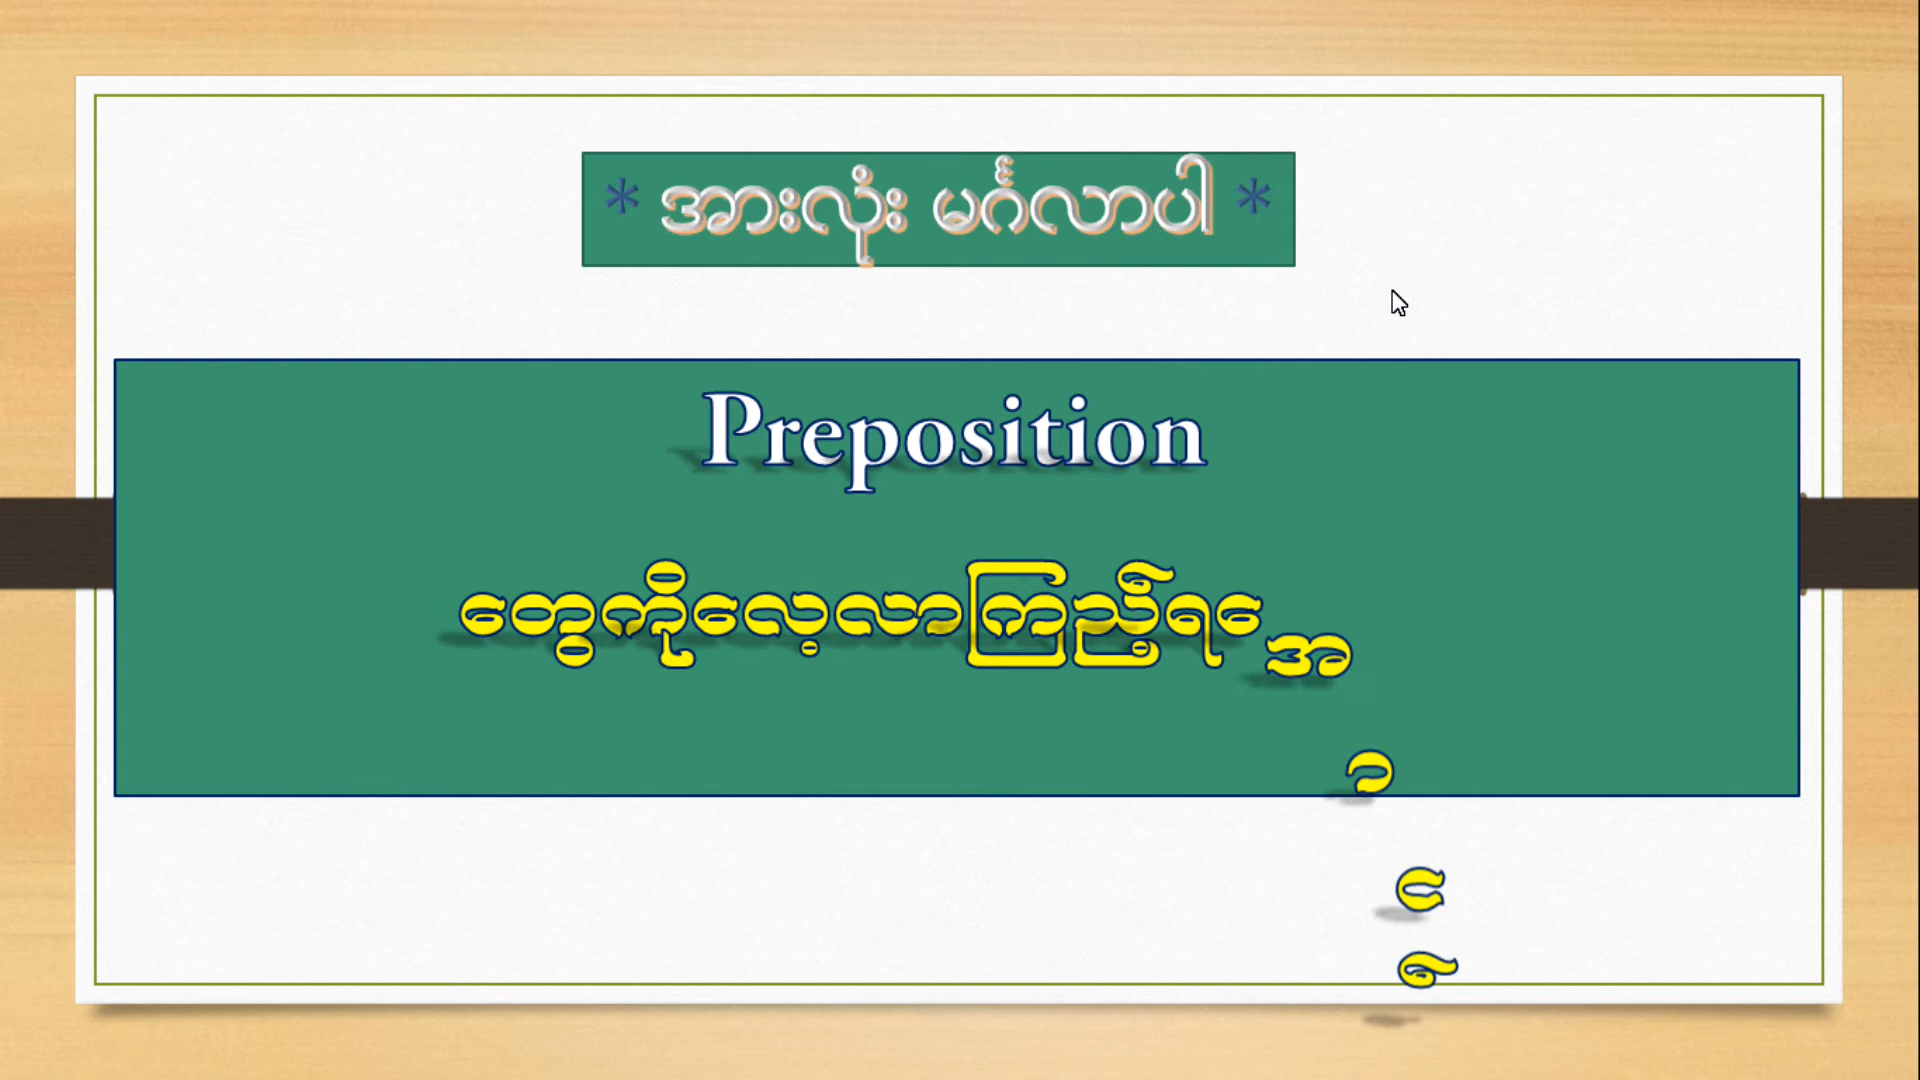 * အားလုံး မင်္ဂလာပါ *
Preposition
တွေကိုလေ့လာကြည့်ရအောင်